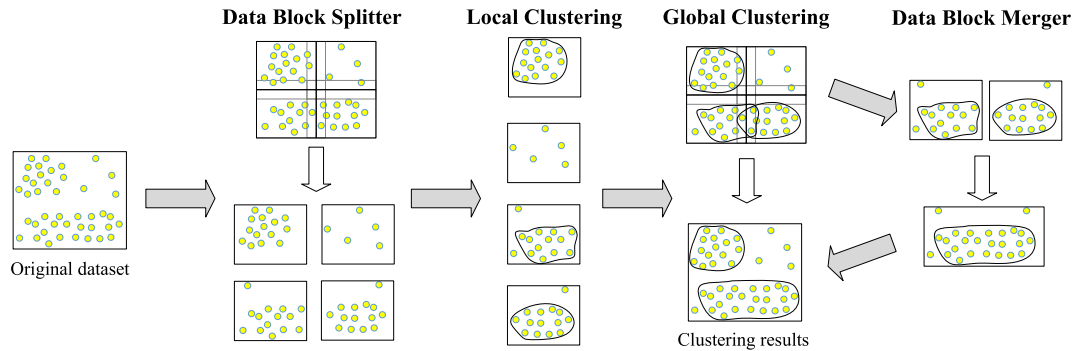 Data Block Splitter
Local Clustering
Global Clustering
Data Block Merger
Original dataset
Clustering results